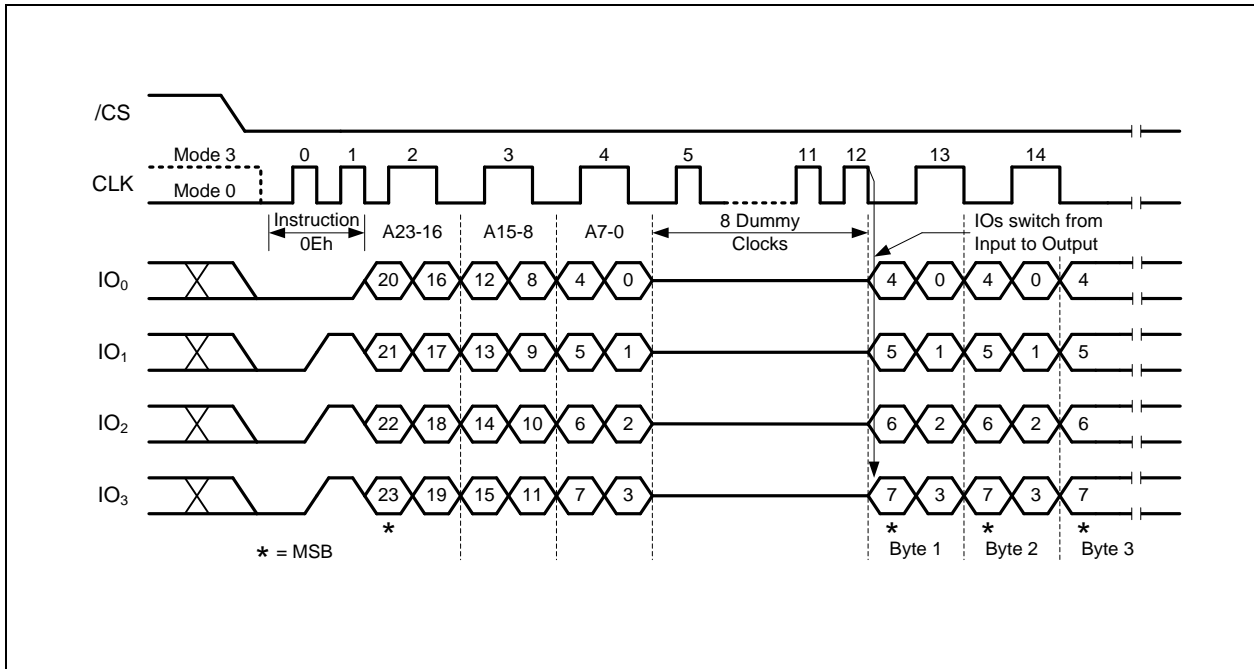 /CS
Mode 3 0 1 2 3 4 5 11 12 13 14
CLK
Mode 0
Instruction 8 Dummy IOs switch from
0Eh A23-16 A15-8 A7-0 Clocks Input to Output
IO₀ 20 16 12 8 4 0 4 0 4 0 4
IO₁ 21 17 13 9 5 1 5 1 5 1 5
IO₂ 22 18 14 10 6 2 6 2 6 2 6
IO₃ 23 19 15 11 7 3 7 3 7 3 7
* * * *
* = MSB Byte 1 Byte 2 Byte 3